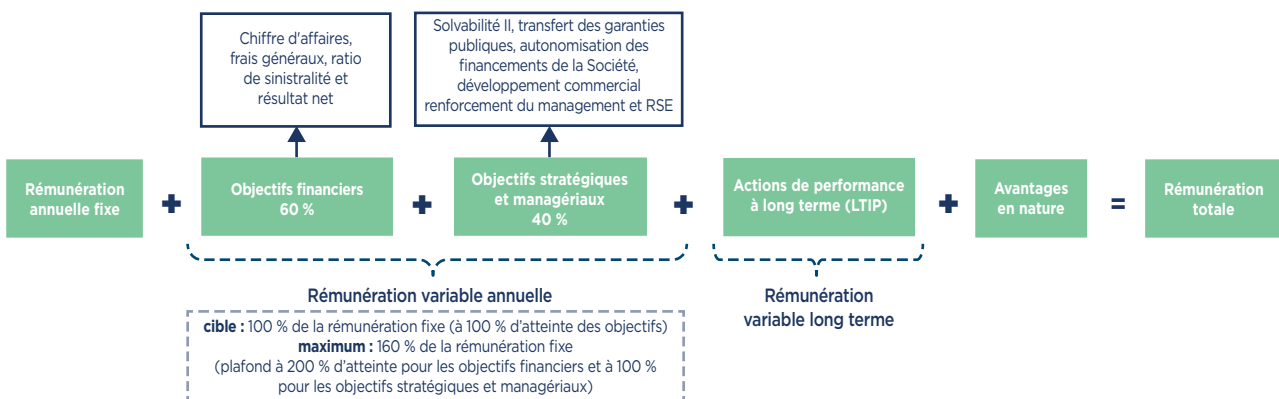 Chiffre d'affaires,
frais généraux, ratio
de sinistralité et
résultat net
Solvabilité II, transfert des garanties
publiques, autonomisation des
financements de la Société,
développement commercial
renforcement du management et RSE
Rémunération
annuelle fixe
+
Objectifs financiers
60 %
+
Objectifs stratégiques
et managériaux
40 %
+
Actions de performance
à long terme (LTIP)
+
Avantages
en nature
=
Rémunération
totale
Rémunération variable annuelle
cible : 100 % de la rémunération fixe (à 100 % d'atteinte des objectifs)
maximum : 160 % de la rémunération fixe
(plafond à 200 % d'atteinte pour les objectifs financiers et à 100 %
pour les objectifs stratégiques et managériaux)
Rémunération
variable long terme